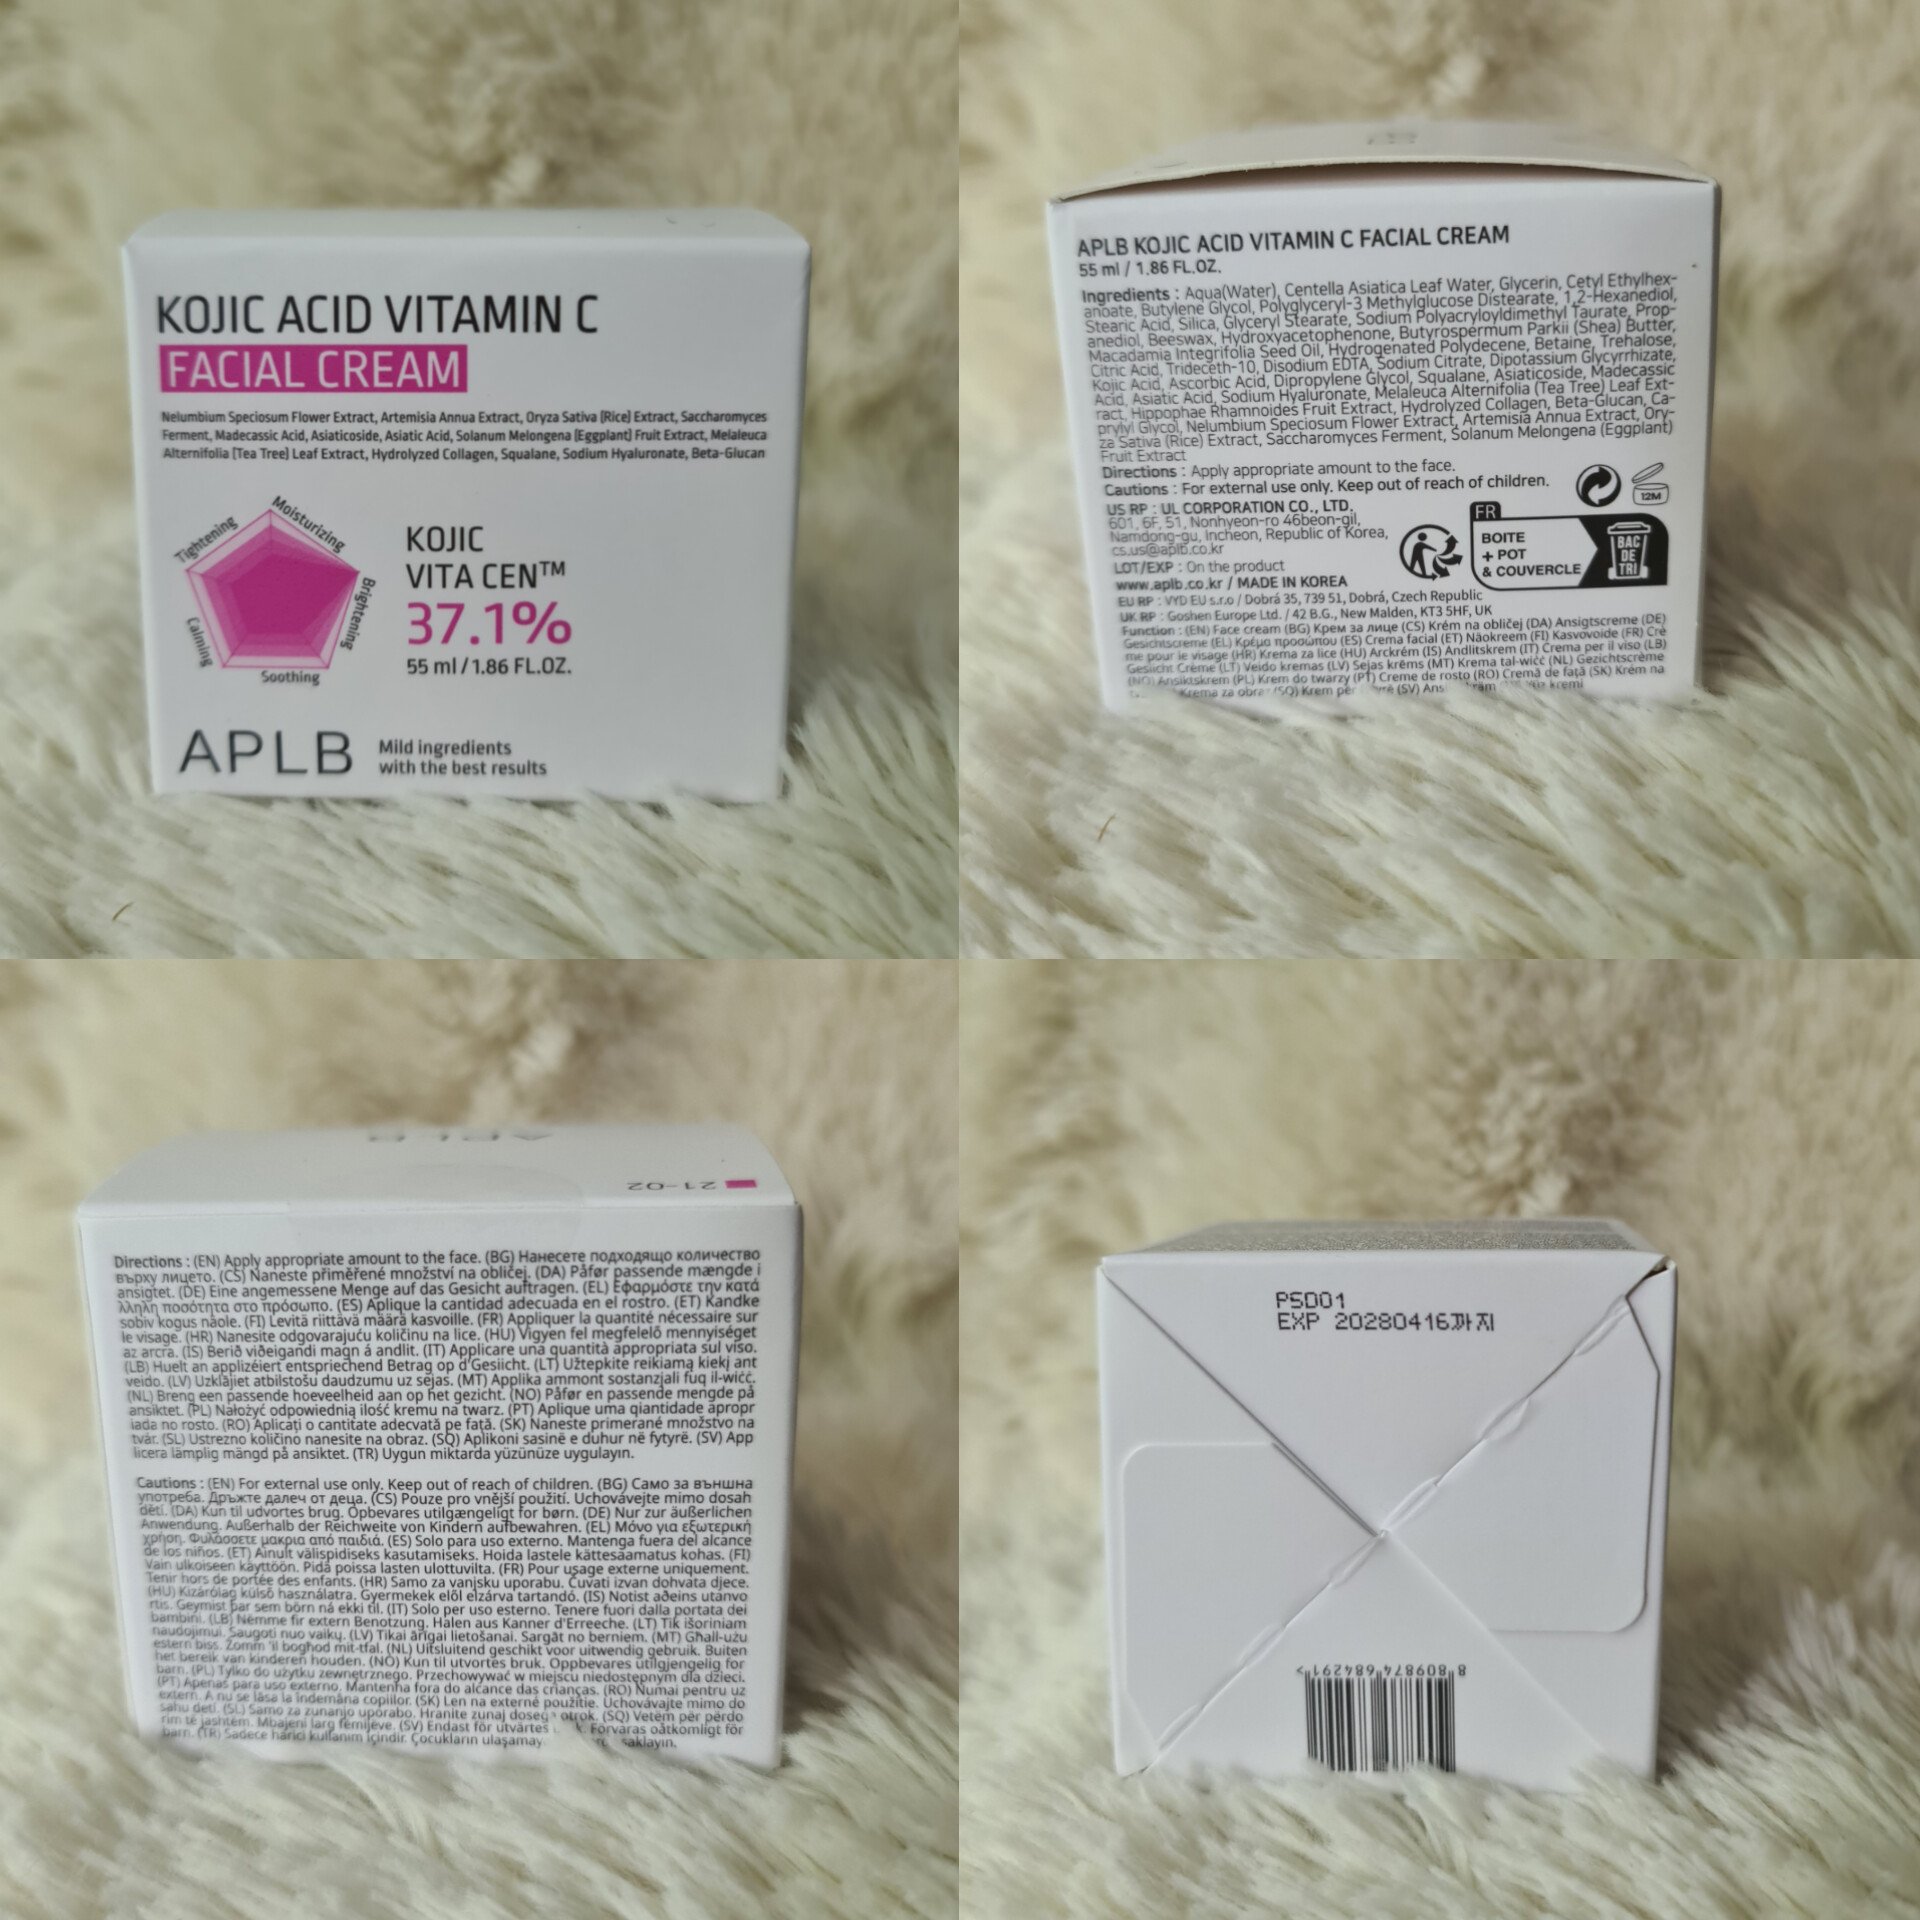 KOJIC ACID VITAMIN C
FACIAL CREAM
Nelumbium Speciosum Flower Extract, Artemisia Annua Extract, Oryza Sativa (Rice) Extract, Saccharomyces
Ferment, Madecassic Acid, Asiaticoside, Asiatic Acid, Solanum Melongena (Eggplant) Fruit Extract, Melaleuca
Alternifolia (Tea Tree) Leaf Extract, Hydrolyzed Collagen, Squalane, Sodium Hyaluronate, Beta-Glucan
Tightening
Moisturizing
Brightening
Calming
Soothing
KOJIC
VITA CEN™
37.1%
55 ml / 1.86 FL.OZ.
APLB
Mild ingredients
with the best results
APLB KOJIC ACID VITAMIN C FACIAL CREAM
55 ml / 1.86 FL.OZ.
Ingredients : Aqua(Water), Centella Asiatica Leaf Water, Glycerin, Cetyl Ethylhex-
anoate, Butylene Glycol, Polyglyceryl-3 Methylglucose Distearate, 1,2-Hexanediol,
Stearic Acid, Silica, Glyceryl Stearate, Sodium Polyacryloyldimethyl Taurate, Prop-
anediol, Beeswax, Hydroxyacetophenone, Butyrospermum Parkii (Shea) Butter,
Macadamia Integrifolia Seed Oil, Hydrogenated Polydecene, Betaine, Trehalose,
Citric Acid, Trideceth-10, Disodium EDTA, Sodium Citrate, Dipotassium Glycyrrhizate,
Kojic Acid, Ascorbic Acid, Dipropylene Glycol, Squalane, Asiaticoside, Madecassic
Acid, Asiatic Acid, Sodium Hyaluronate, Melaleuca Alternifolia (Tea Tree) Leaf Ext-
ract, Hippophae Rhamnoides Fruit Extract, Hydrolyzed Collagen, Beta-Glucan, Ca-
prylyl Glycol, Nelumbium Speciosum Flower Extract, Artemisia Annua Extract, Ory-
za Sativa (Rice) Extract, Saccharomyces Ferment, Solanum Melongena (Eggplant)
Fruit Extract
Directions : Apply appropriate amount to the face.
Cautions : For external use only. Keep out of reach of children.
12M
US RP : UL CORPORATION CO., LTD.
601, 6F, 51, Nonhyeon-ro 46beon-gil,
Namdong-gu, Incheon, Republic of Korea,
cs.us@aplb.co.kr
LOT/EXP : On the product
www.aplb.co.kr / MADE IN KOREA
FR
BOITE
+ POT
& COUVERCLE
BAC
DE
TRI
EU RP : VYD EU s.r.o / Dobrá 35, 739 51, Dobrá, Czech Republic
UK RP : Goshen Europe Ltd. / 42 B.G., New Malden, KT3 5HF, UK
Function : (EN) Face cream (BG) Крем за лице (CS) Krém na obličej (DA) Ansigtscreme (DE)
Gesichtscreme (EL) Κρέμα προσώπου (ES) Crema facial (ET) Näokreem (FI) Kasvovoide (FR) Crè
me pour le visage (HR) Krema za lice (HU) Arckrém (IS) Andlitskrem (IT) Crema per il viso (LB)
Gesiicht Crème (LT) Veido kremas (LV) Sejas krēms (MT) Krema tal-wiċċ (NL) Gezichtscrème
(NO) Ansiktskrem (PL) Krem do twarzy (PT) Creme de rosto (RO) Cremă de față (SK) Krém na
Krema za obraz (SQ) Krem për
APLB
21-02
Directions : (EN) Apply appropriate amount to the face. (BG) Нанесете подходящо количество
върху лицето. (CS) Naneste přiměřené množství na obličej. (DA) Påfør passende mængde i
ansigtet. (DE) Eine angemessene Menge auf das Gesicht auftragen. (EL) Εφαρμόστε την κατά
λληλη ποσότητα στο πρόσωπο. (ES) Aplique la cantidad adecuada en el rostro. (ET) Kandke
sobiv kogus näole. (FI) Levitä riittävä määrä kasvoille. (FR) Appliquer la quantité nécessaire sur
le visage. (HR) Nanesite odgovarajuću količinu na lice. (HU) Vigyen fel megfelelő mennyiséget
az arcra. (IS) Berið viðeigandi magn á andlit. (IT) Applicare una quantità appropriata sul viso.
(LB) Huelt an applizéiert entspriechend Betrag op d'Gesiicht. (LT) Užtepkite reikiamą kiekį ant
veido. (LV) Uzklājiet atbilstošu daudzumu uz sejas. (MT) Applika ammont sostanzjali fuq il-wiċċ.
(NL) Breng een passende hoeveelheid aan op het gezicht. (NO) Påfør en passende mengde på
ansiktet. (PL) Nałożyć odpowiednią ilość kremu na twarz. (PT) Aplique uma qiantidade apropr
iada no rosto. (RO) Aplicați o cantitate adecvată pe față. (SK) Naneste primerané množstvo na
tvár. (SL) Ustrezno količino nanesite na obraz. (SQ) Aplikoni sasinë e duhur në fytyrë. (SV) App
licera lämplig mängd på ansiktet. (TR) Uygun miktarda yüzünüze uygulayın.
Cautions : (EN) For external use only. Keep out of reach of children. (BG) Само за външна
употреба. Дръжте далеч от деца. (CS) Pouze pro vnější použití. Uchovávejte mimo dosah
dětí. (DA) Kun til udvortes brug. Opbevares utilgængeligt for børn. (DE) Nur zur äußerlichen
Anwendung. Außerhalb der Reichweite von Kindern aufbewahren. (EL) Μόνο για εξωτερική
χρήση. Φυλάσσετε μακρια από παιδιά. (ES) Solo para uso externo. Mantenga fuera del alcance
de los niños. (ET) Ainult välispidiseks kasutamiseks. Hoida lastele kättesaamatus kohas. (FI)
Vain ulkoiseen käyttöön. Pidä poissa lasten ulottuvilta. (FR) Pour usage externe uniquement.
Tenir hors de portée des enfants. (HR) Samo za vanjsku uporabu. Čuvati izvan dohvata djece.
(HU) Kizárólag külső használatra. Gyermekek elől elzárva tartandó. (IS) Notist aðeins utanvo
rtis. Geymist þar sem börn ná ekki til. (IT) Solo per uso esterno. Tenere fuori dalla portata dei
bambini. (LB) Nëmme fir extern Benotzung. Halen aus Kanner d'Erreeche. (LT) Tik išoriniam
naudojimui. Saugoti nuo vaikų. (LV) Tikai ārīgai lietošanai. Sargāt no berniem. (MT) Għall-użu
estern biss. Żomm 'il bogħod mit-tfal. (NL) Uitsluitend geschikt voor uitwendig gebruik. Buiten
het bereik van kinderen houden. (NO) Kun til utvortes bruk. Oppbevares utilgjengelig for
barn. (PL) Tylko do użytku zewnętrznego. Przechowywać w miejscu niedostępnym dla dzieci.
(PT) Apenas para uso externo. Mantenha fora do alcance das crianças. (RO) Numai pentru uz
extern. A nu se lăsa la îndemâna copiilor. (SK) Len na externé použitie. Uchovávajte mimo do
sahu detí. (SL) Samo za zunanjo uporabo. Hranite zunaj dosega otrok. (SQ) Vetëm për përdo
rim të jashtëm. Mbajeni larg fëmijëve. (SV) Endast för utvärtes Förvaras oåtkomligt för
barn. (TR) Sadece harici kullanım içindir. Çocukların saklayın.
PSD01
EXP 20280416까지
8 809874 684291 >